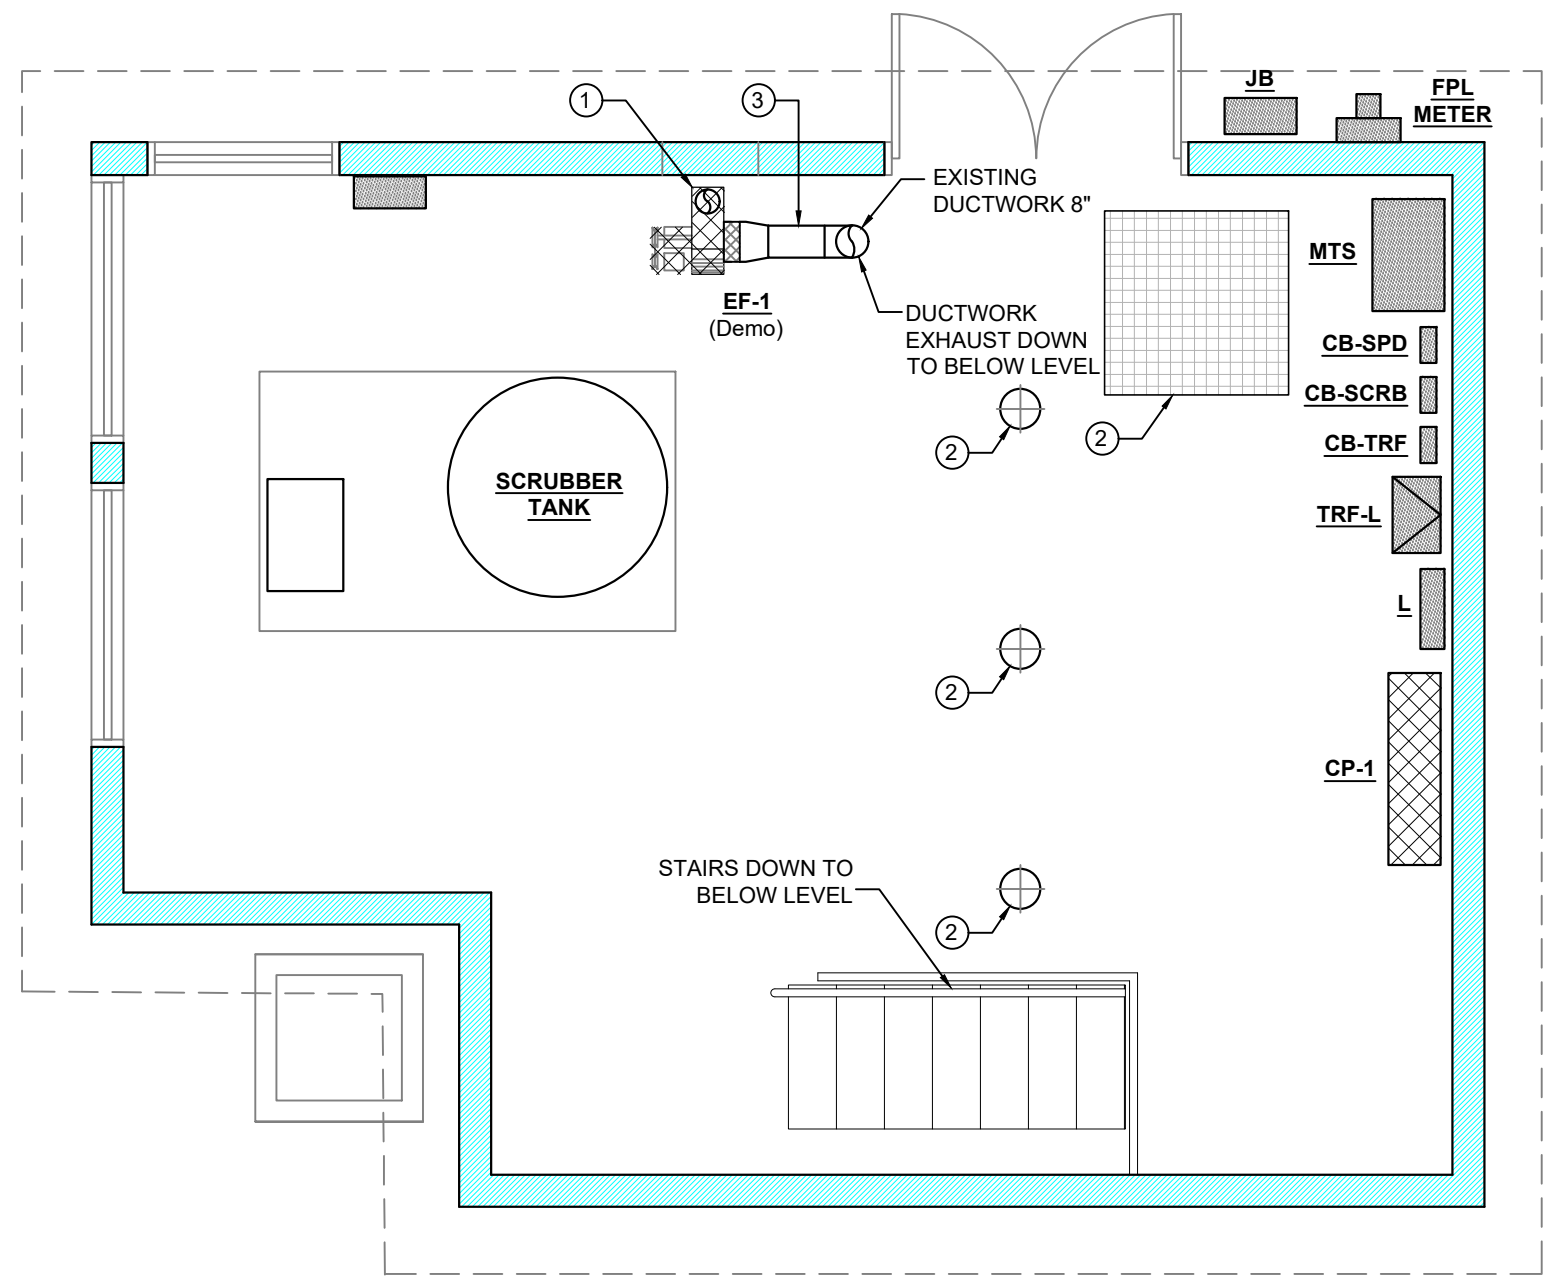 JB
FPL
METER
1
3
EXISTING
DUCTWORK 8"
MTS
EF-1
(Demo)
DUCTWORK
EXHAUST DOWN
TO BELOW LEVEL
CB-SPD
CB-SCRB
2
2
CB-TRF
SCRUBBER
TANK
TRF-L
L
2
CP-1
STAIRS DOWN TO
BELOW LEVEL
2